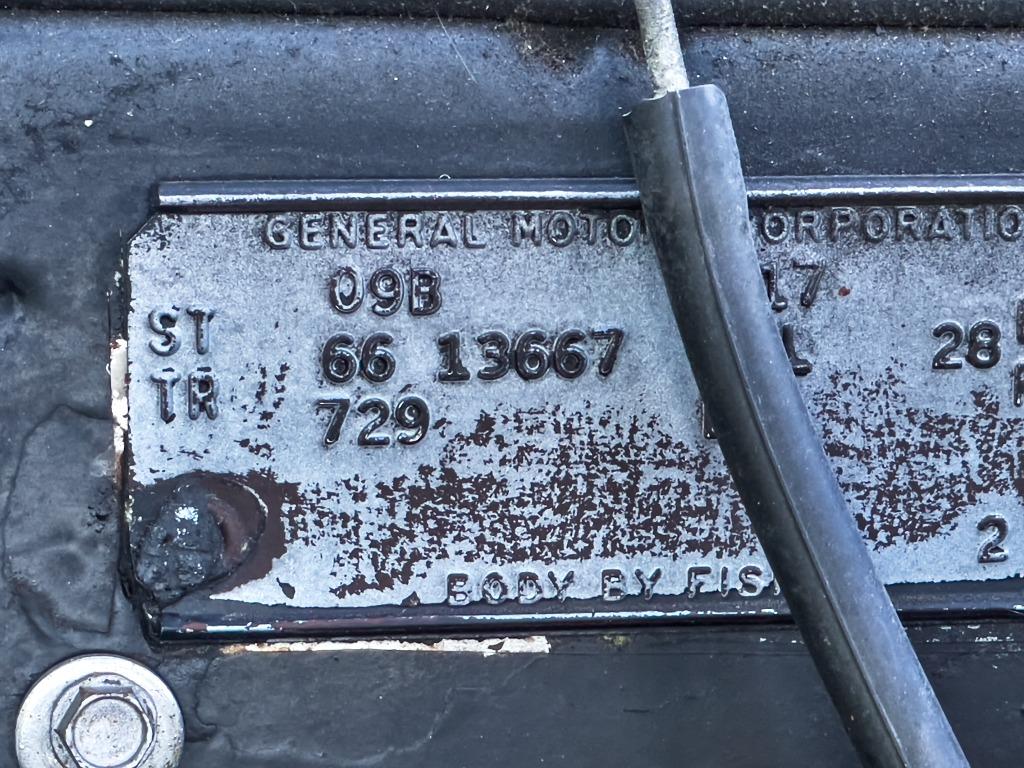 GENERAL MOTO ORPORATIO
09B 17
ST 66 13667 L 28
TR 729
2
BODY BY FIS